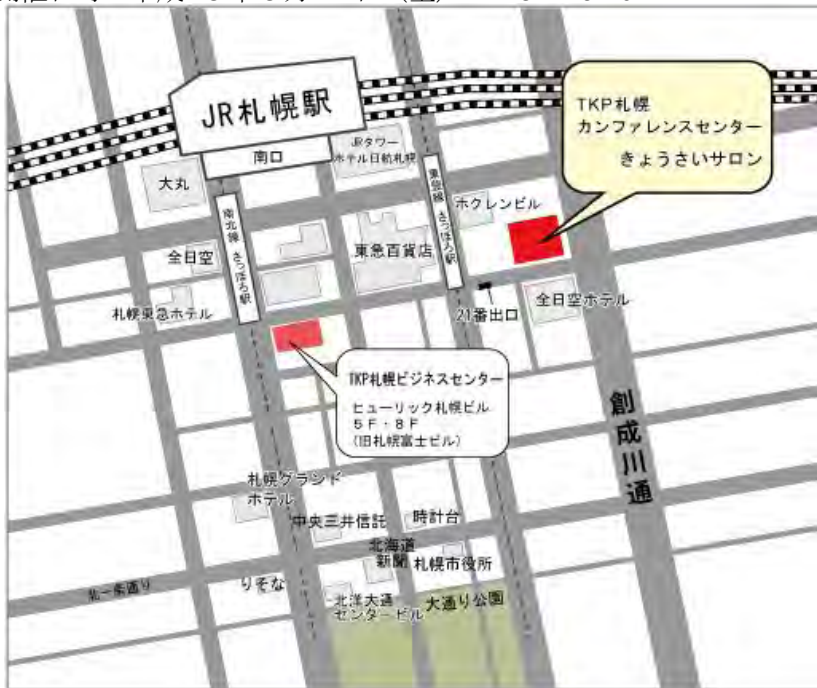 JR札幌駅
南口
JRタワー
ホテル日航札幌
大丸
TKP札幌
カンファレンスセンター
きょうさいサロン
ホクレンビル
東豊線 さっぽろ駅
南北線 さっぽろ駅
東急百貨店
全日空
札幌東急ホテル
21番出口
全日空ホテル
TKP札幌ビジネスセンター
ヒューリック札幌ビル
5F・8F
(旧札幌富士ビル)
創成川通
札幌グランド
ホテル
中央三井信託
時計台
北海道
新聞
札幌市役所
北一条通り
りそな
北洋大通
センタービル
大通り公園